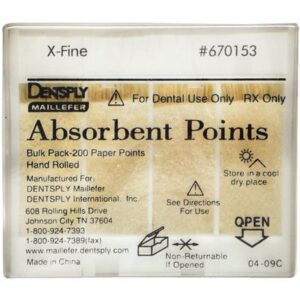 X-Fine #670153
DENTSPLY
MAILLEFER
For Dental Use Only RX Only
Absorbent Points
Bulk Pack-200 Paper Points
Hand Rolled
Manufactured For:
DENTSPLY Maillefer
DENTSPLY International, Inc.
608 Rolling Hills Drive
Johnson City TN 37604
1-800-924-7393
1-800-924-7389(fax)
www.maillefer.dentsply.com
Made in China
Store in a cool
dry place
See Directions
For Use
Non-Returnable
If Opened
OPEN
04-09C